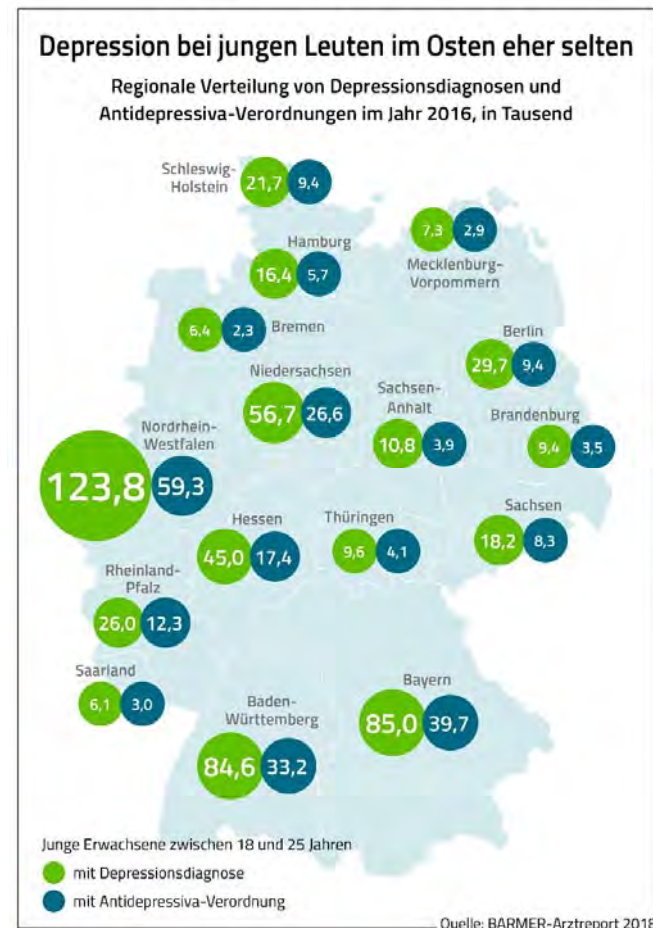 Depression bei jungen Leuten im Osten eher selten
Regionale Verteilung von Depressionsdiagnosen und
Antidepressiva-Verordnungen im Jahr 2016, in Tausend
Schleswig-
Holstein
21,7 9,4
7,3 2,9
Mecklenburg-
Vorpommern
Hamburg
16,4 5,7
6,4 2,3
Bremen
Berlin
29,7 9,4
Niedersachsen
56,7 26,6
Sachsen-
Anhalt
10,8 3,9
Brandenburg
9,4 3,5
Nordrhein-
Westfalen
123,8 59,3
Hessen
45,0 17,4
Thüringen
9,6 4,1
Sachsen
18,2 8,3
Rheinland-
Pfalz
26,0 12,3
Saarland
6,1 3,0
Baden-
Württemberg
84,6 33,2
Bayern
85,0 39,7
Junge Erwachsene zwischen 18 und 25 Jahren
mit Depressionsdiagnose
mit Antidepressiva-Verordnung
Quelle: BARMER-Arztreport 2018